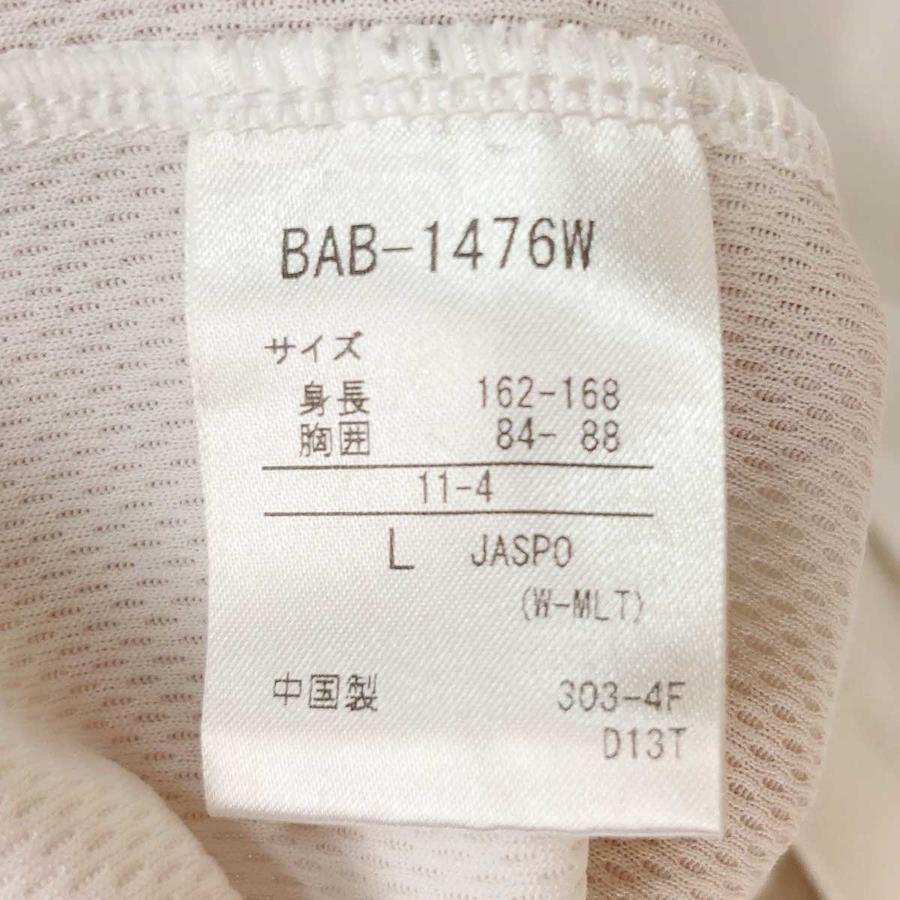 BAB-1476W
サイズ
身長 162-168
胸囲 84- 88
11-4
L JASPO
(W-MLT)
中国製 303-4F
D13T